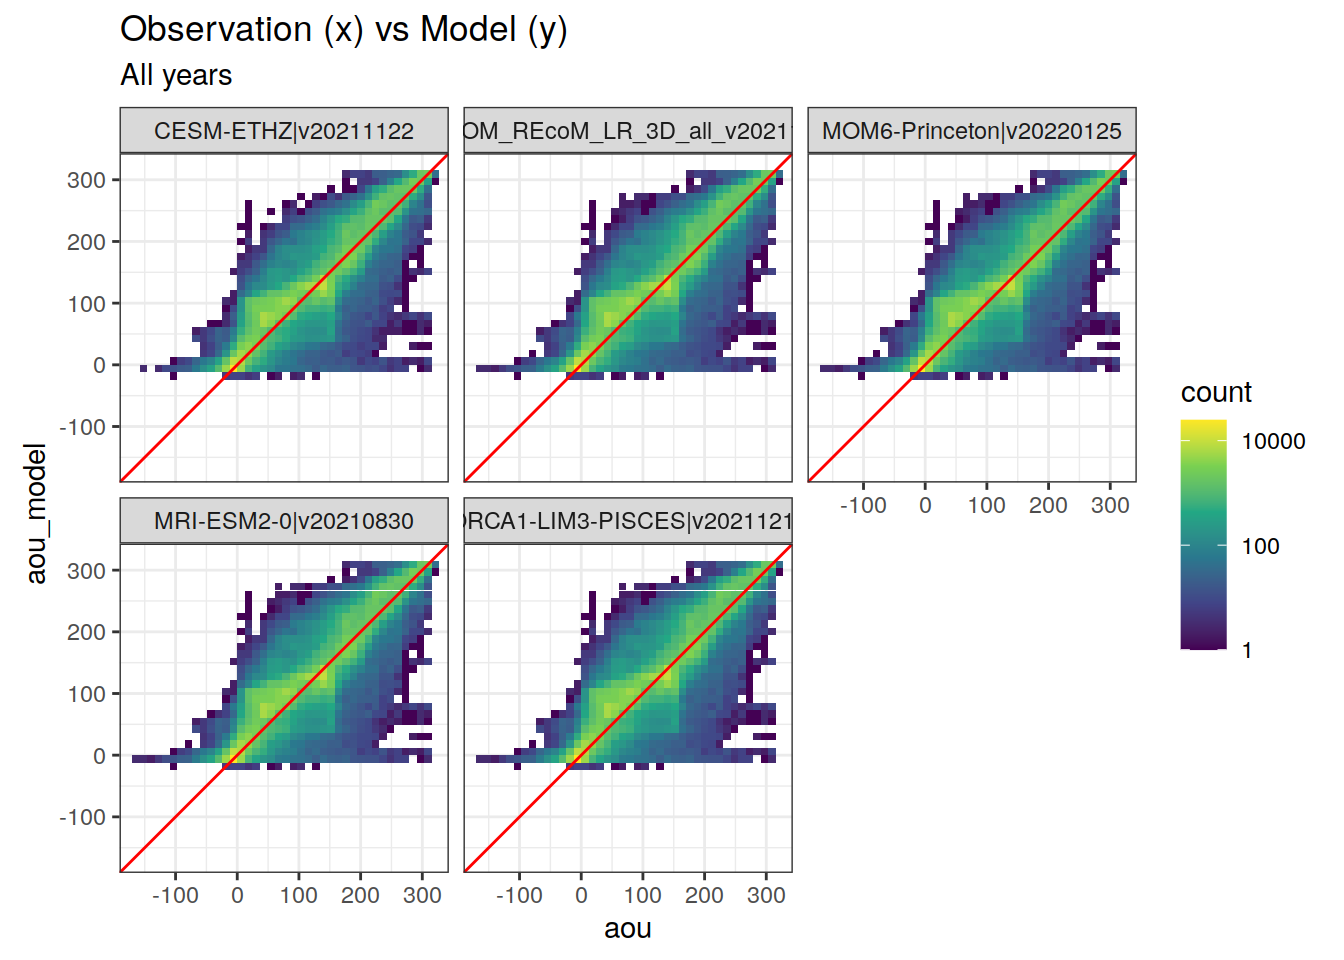 Observation (x) vs Model (y)
All years
CESM-ETHZ|v20211122
OM_REcoM_LR_3D_all_v2021
MOM6-Princeton|v20220125
300
200
100
0
-100
-100 0 100 200 300
MRI-ESM2-0|v20210830
ORCA1-LIM3-PISCES|v2021121
300
200
100
0
-100
-100 0 100 200 300
-100 0 100 200 300
aou_model
aou
count
10000
100
1